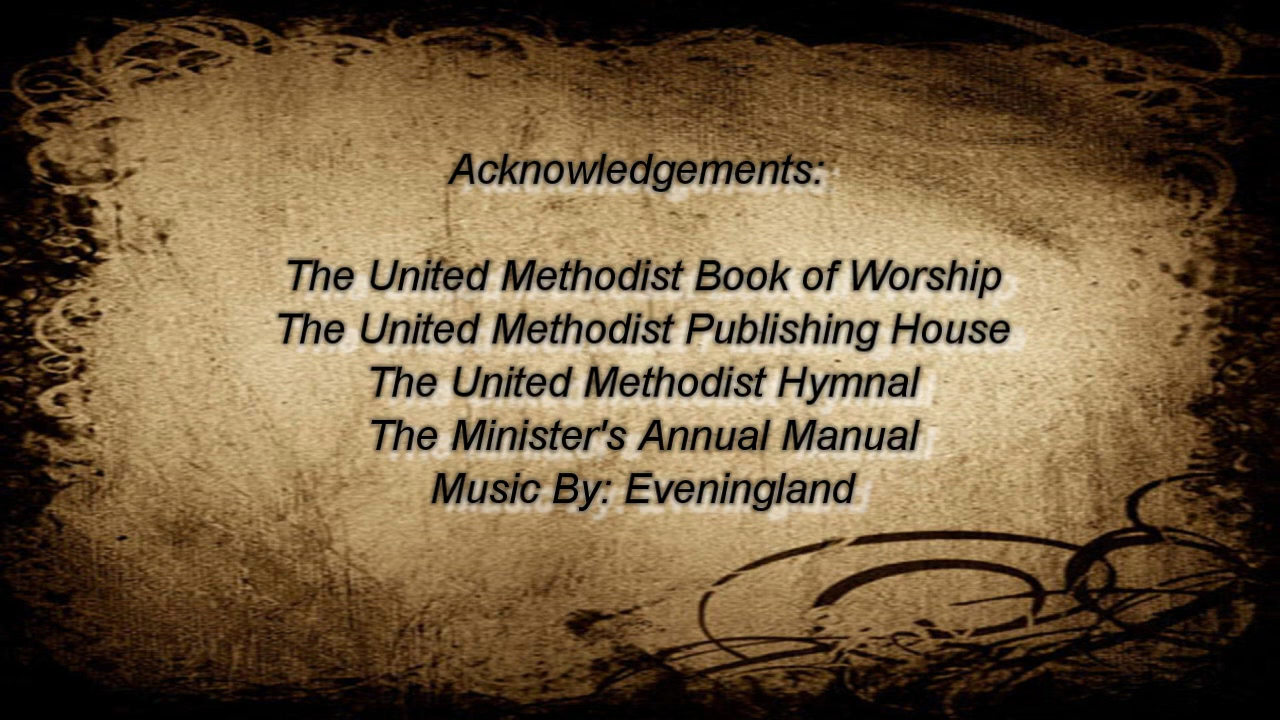 Acknowledgements:
The United Methodist Book of Worship
The United Methodist Publishing House
The United Methodist Hymnal
The Minister's Annual Manual
Music By: Eveningland